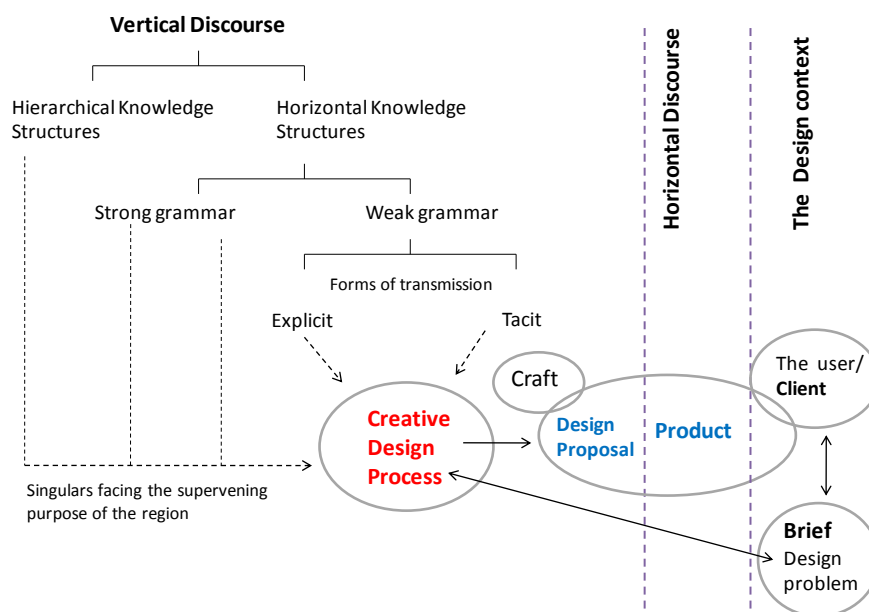 Vertical Discourse
Hierarchical Knowledge
Structures
Horizontal Knowledge
Structures
Strong grammar
Weak grammar
Forms of transmission
Explicit
Tacit
Horizontal Discourse
The Design context
Craft
The user/
Client
Creative
Design
Process
Design
Proposal
Product
Singulars facing the supervening
purpose of the region
Brief
Design
problem